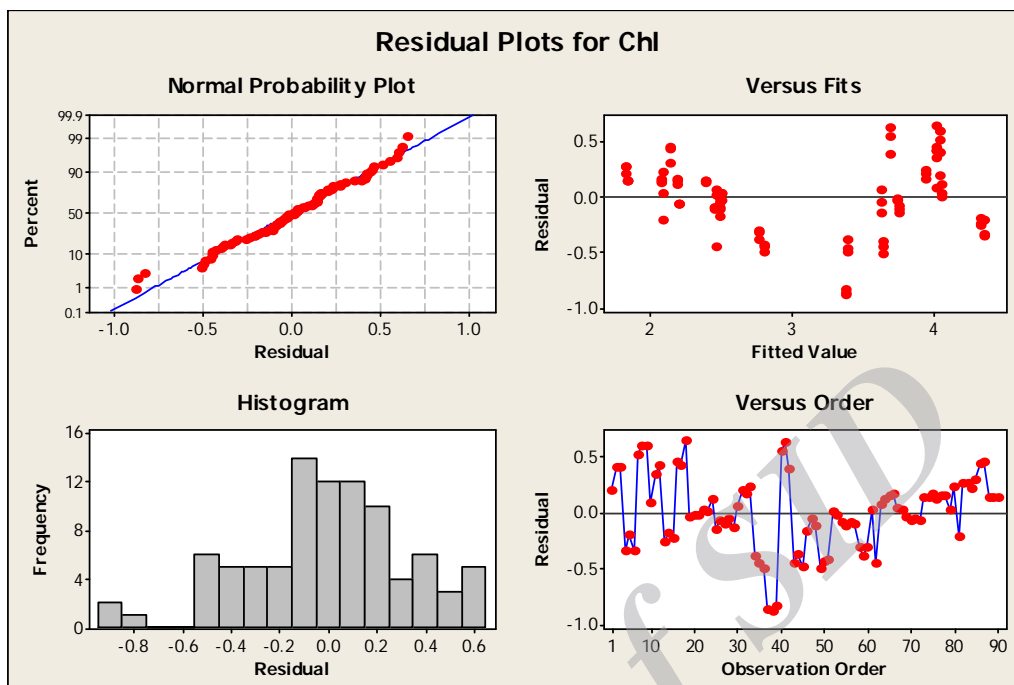 Residual Plots for Chl
Normal Probability Plot
Percent
99.9
99
90
50
10
1
0.1
-1.0 -0.5 0.0 0.5 1.0
Residual
Versus Fits
Residual
0.5
0.0
-0.5
-1.0
2 3 4
Fitted Value
Histogram
Frequency
16
12
8
4
0
-0.8 -0.6 -0.4 -0.2 0.0 0.2 0.4 0.6
Residual
Versus Order
Residual
0.5
0.0
-0.5
-1.0
1 10 20 30 40 50 60 70 80 90
Observation Order
f SID